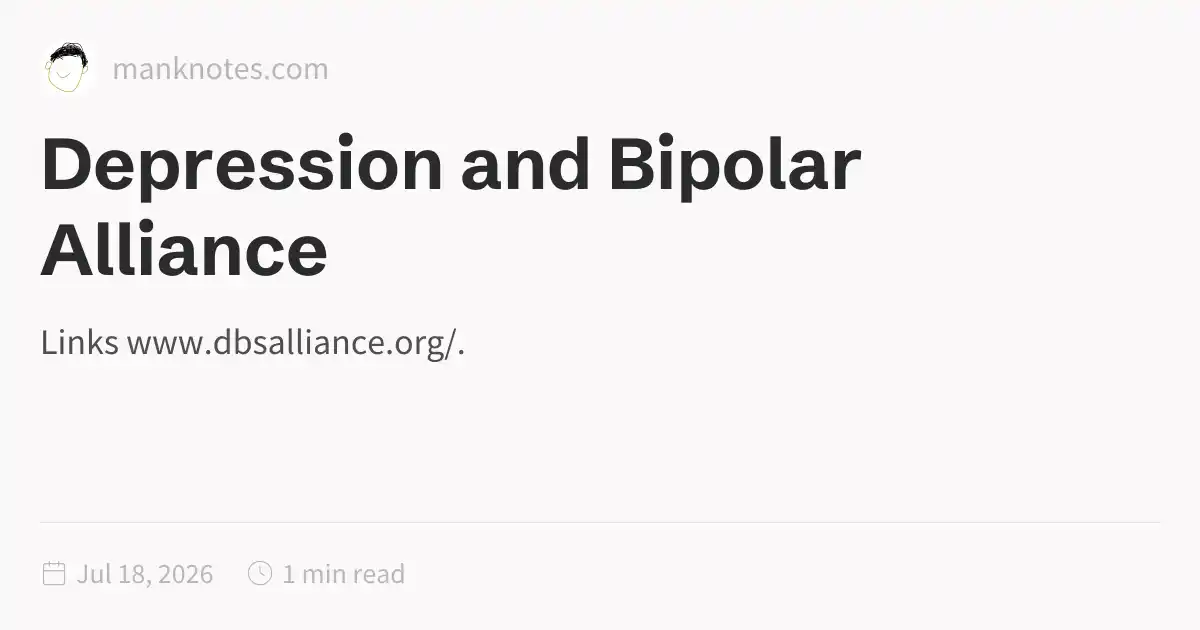 manknotes.com
Depression and Bipolar
Alliance
Links www.dbsalliance.org/.
Jul 18, 2026 1 min read